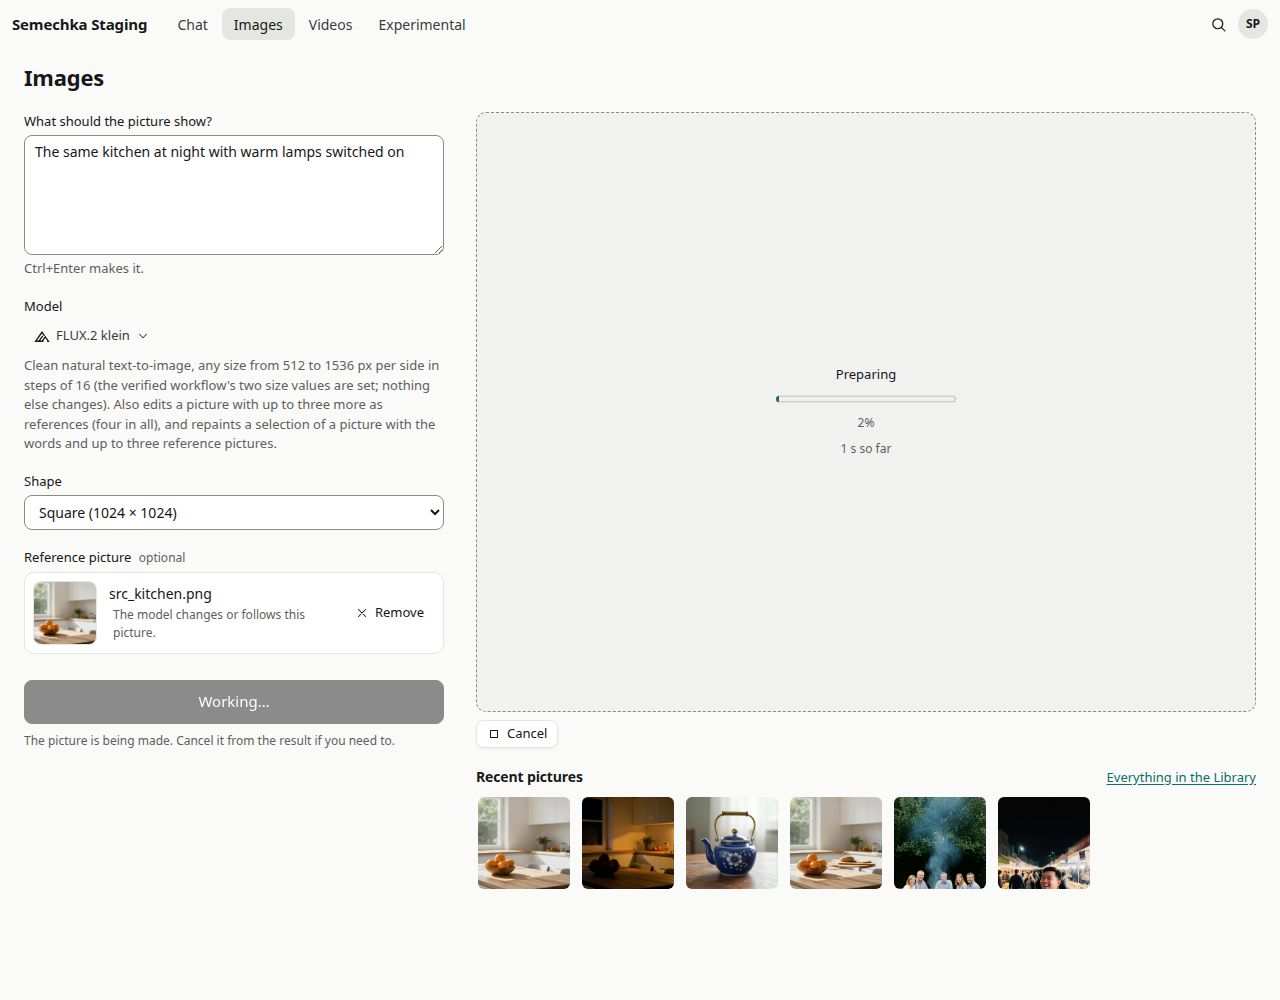 Semechka Staging
Chat
Images
Videos
Experimental
SP
Images
What should the picture show?
The same kitchen at night with warm lamps switched on
Ctrl+Enter makes it.
Model
FLUX.2 klein
Clean natural text-to-image, any size from 512 to 1536 px per side in
steps of 16 (the verified workflow's two size values are set; nothing
else changes). Also edits a picture with up to three more as
references (four in all), and repaints a selection of a picture with the
words and up to three reference pictures.
Shape
Square (1024 × 1024)
Reference picture optional
src_kitchen.png
The model changes or follows this
picture.
Remove
Working...
The picture is being made. Cancel it from the result if you need to.
Preparing
2%
1 s so far
Cancel
Recent pictures
Everything in the Library